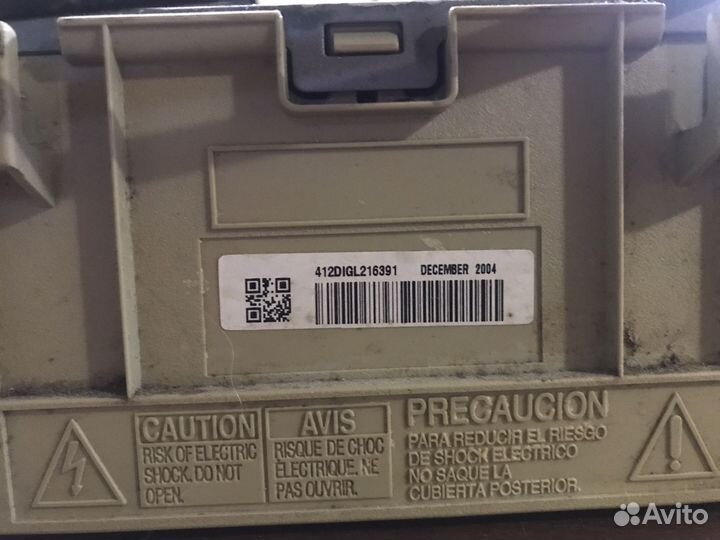 412DIGL216391 DECEMBER 2004
CAUTION
RISK OF ELECTRIC
SHOCK. DO NOT
OPEN.
AVIS
RISQUE DE CHOC
ÉLECTRIQUE. NE
PAS OUVRIR.
PRECAUCION
PARA REDUCIR EL RIESGO
DE SHOCK ELECTRICO
NO SAQUE LA
CUBIERTA POSTERIOR.
Avito